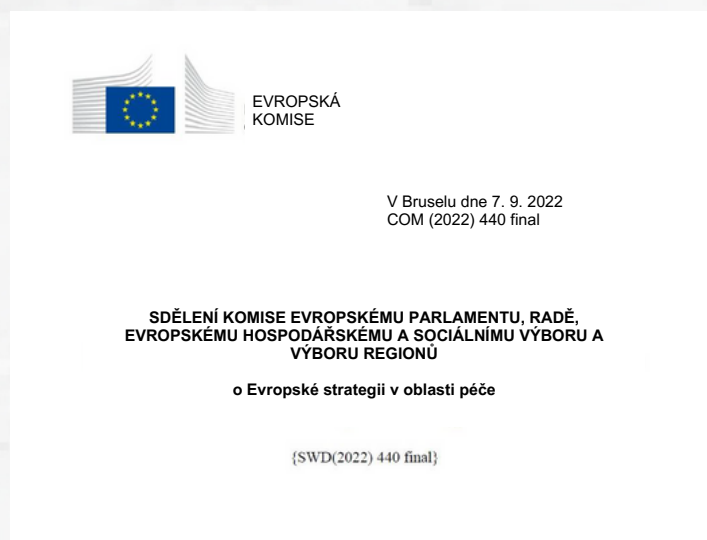 EVROPSKÁ
KOMISE
V Bruselu dne 7. 9. 2022
COM (2022) 440 final
SDĚLENÍ KOMISE EVROPSKÉMU PARLAMENTU, RADĚ,
EVROPSKÉMU HOSPODÁŘSKÉMU A SOCIÁLNÍMU VÝBORU A
VÝBORU REGIONŮ
o Evropské strategii v oblasti péče
{SWD(2022) 440 final}